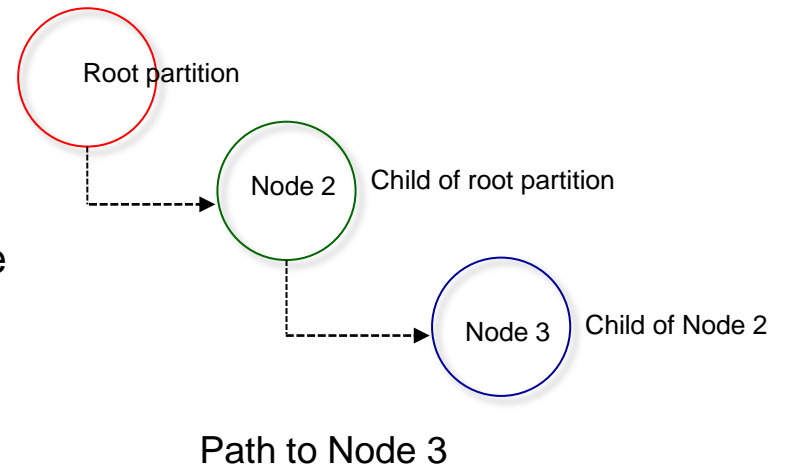 Root partition
Node 2
Child of root partition
e
Node 3
Child of Node 2
Path to Node 3